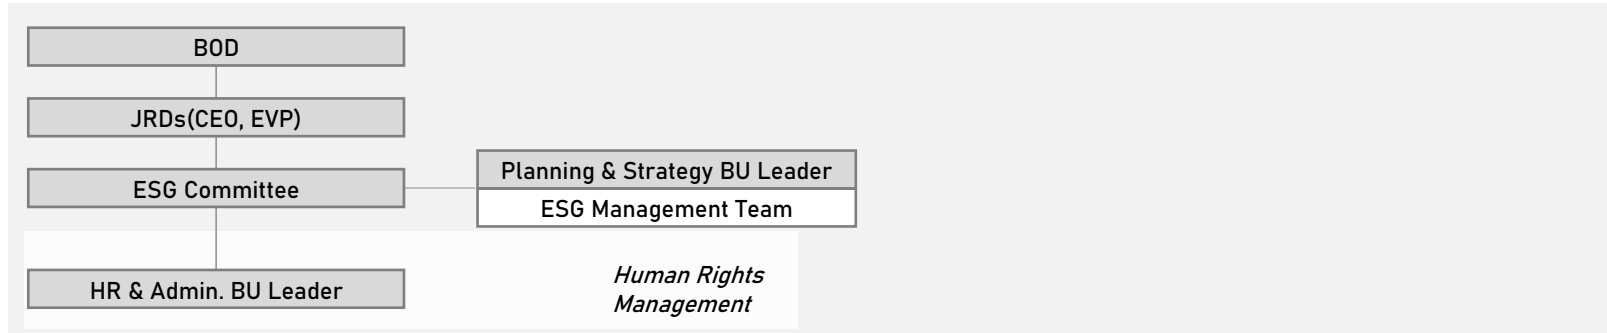 BOD
JRDs(CEO, EVP)
ESG Committee
Planning & Strategy BU Leader
ESG Management Team
HR & Admin. BU Leader
Human Rights
Management